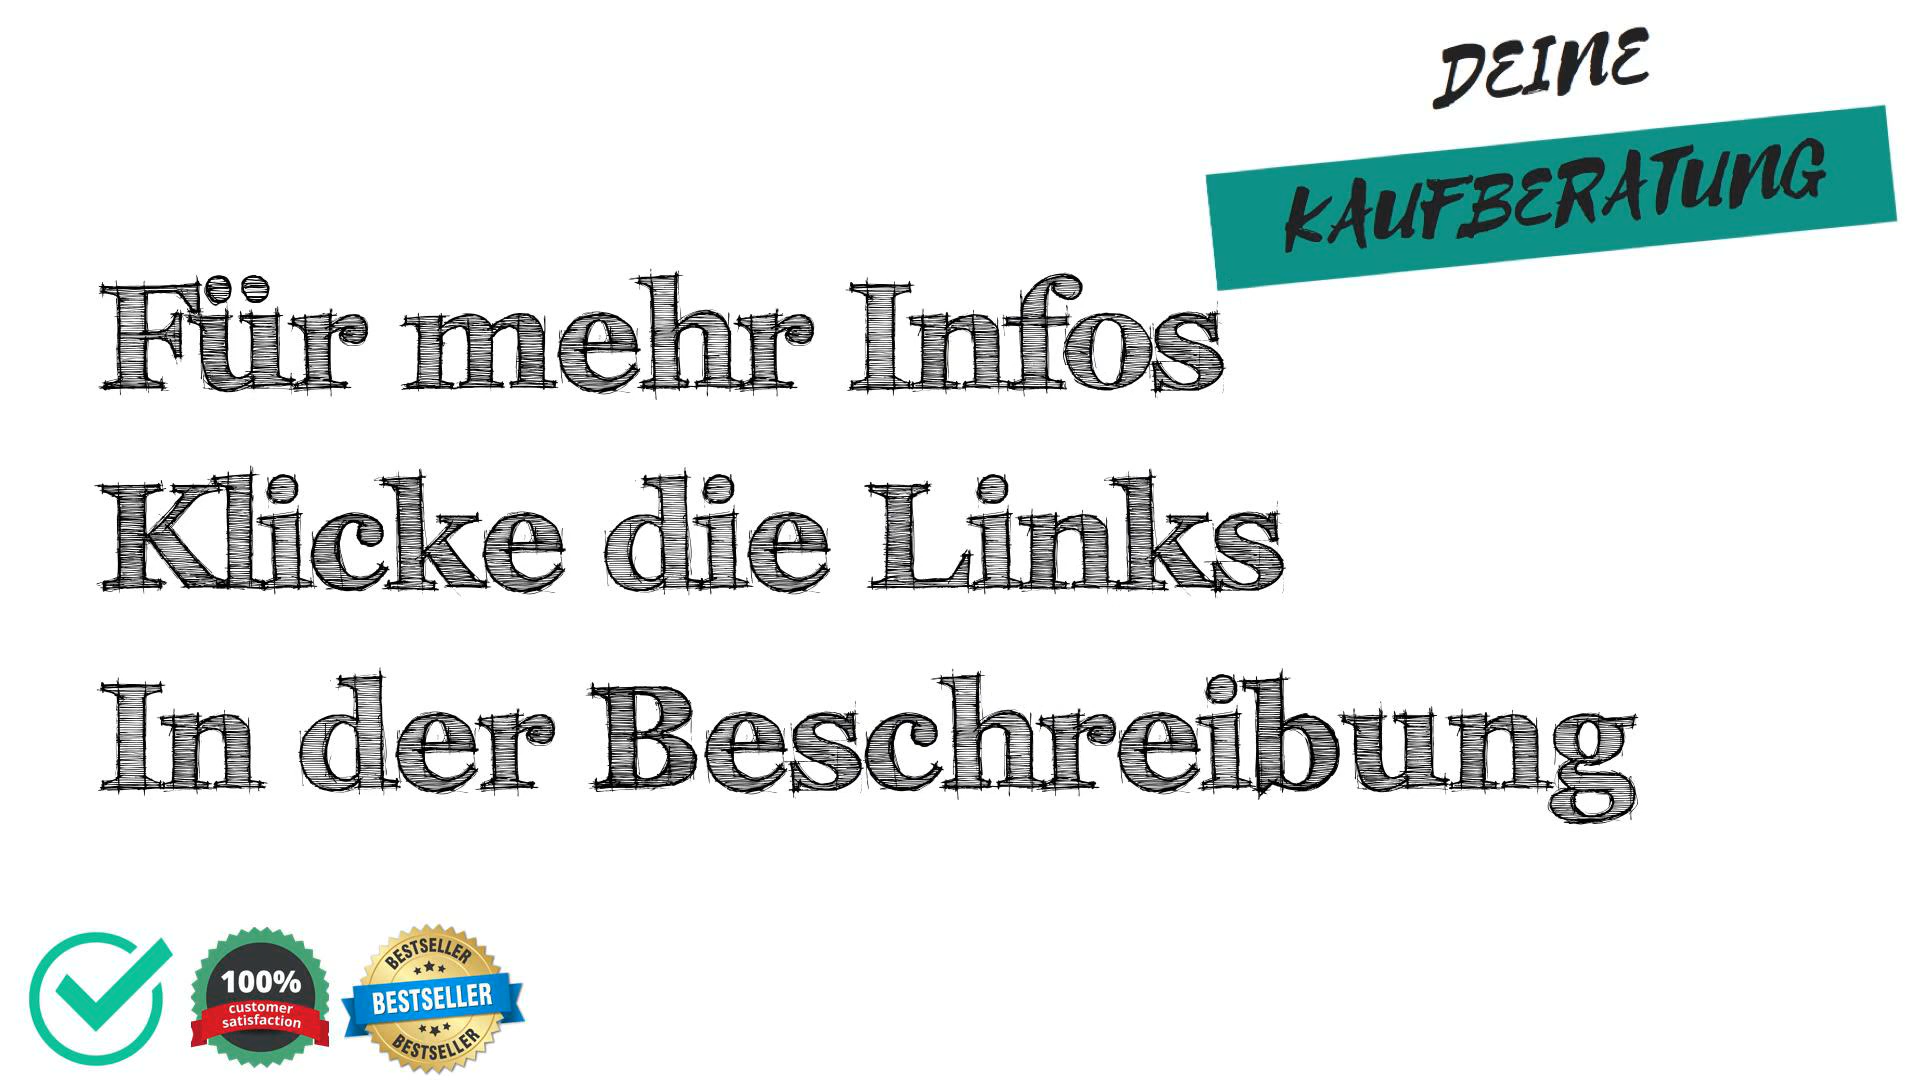 DEINE
KAUFBERATUNG
Für mehr Infos
Klicke die Links
In der Beschreibung
100%
customer
satisfaction
BESTSELLER
BESTSELLER
BESTSELLER